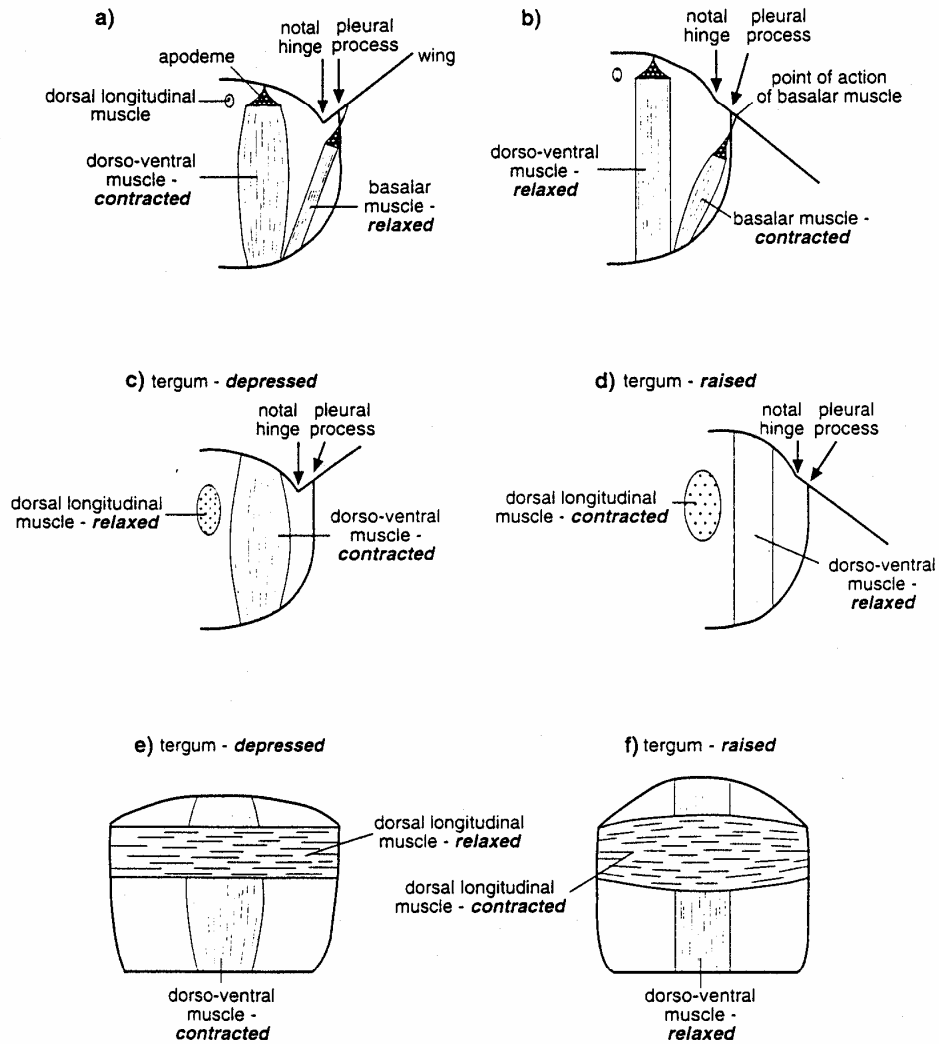 a)
notal
hinge
pleural
process
apodeme
wing
dorsal longitudinal
muscle
dorso-ventral
muscle -
contracted
basalar
muscle -
relaxed
b)
notal
hinge
pleural
process
point of action
of basalar muscle
dorso-ventral
muscle -
relaxed
basalar muscle -
contracted
c) tergum - depressed
notal
hinge
pleural
process
dorsal longitudinal
muscle - relaxed
dorso-ventral
muscle -
contracted
d) tergum - raised
notal
hinge
pleural
process
dorsal longitudinal
muscle - contracted
dorso-ventral
muscle -
relaxed
e) tergum - depressed
dorsal longitudinal
muscle - relaxed
dorso-ventral
muscle -
contracted
f) tergum - raised
dorsal longitudinal
muscle - contracted
dorso-ventral
muscle -
relaxed